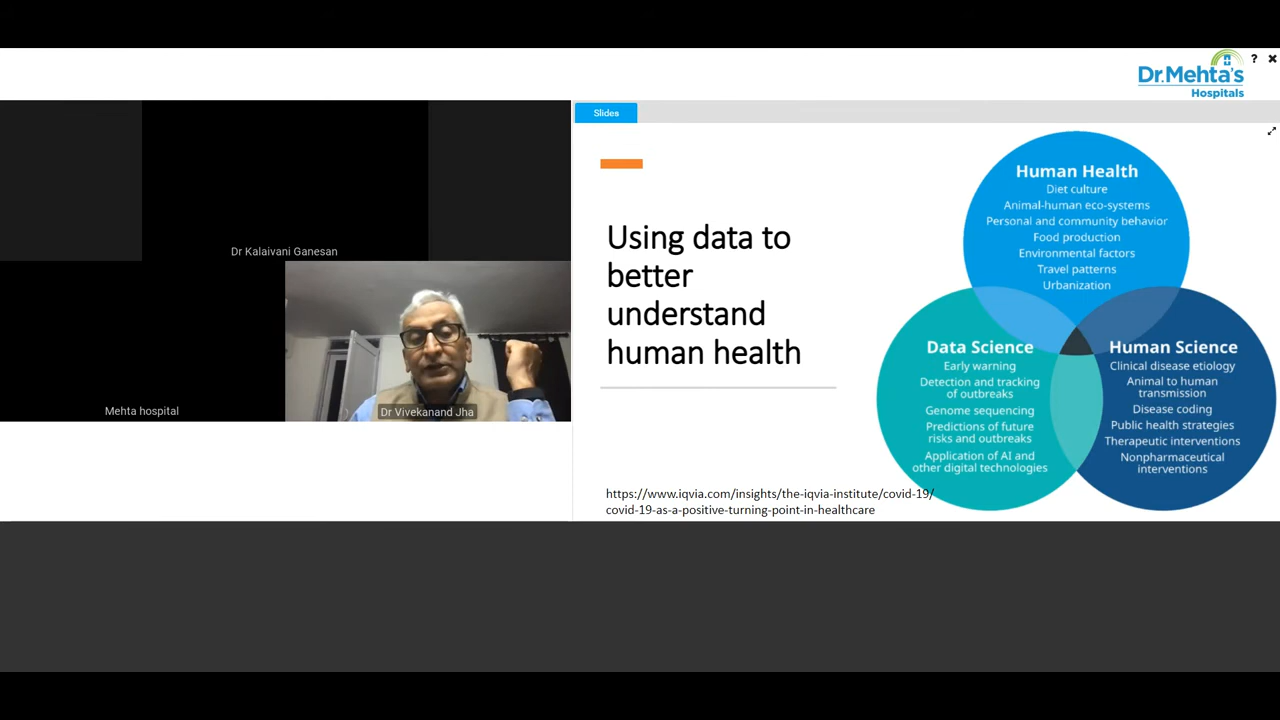 Dr.Mehta's
Hospitals
? ✖
Slides
Dr Kalaivani Ganesan
Mehta hospital
Dr Vivekanand Jha
Using data to
better
understand
human health
https://www.iqvia.com/insights/the-iqvia-institute/covid-19/
covid-19-as-a-positive-turning-point-in-healthcare
Human Health
Diet culture
Animal-human eco-systems
Personal and community behavior
Food production
Environmental factors
Travel patterns
Urbanization
Data Science
Early warning
Detection and tracking
of outbreaks
Genome sequencing
Predictions of future
risks and outbreaks
Application of AI and
other digital technologies
Human Science
Clinical disease etiology
Animal to human
transmission
Disease coding
Public health strategies
Therapeutic interventions
Nonpharmaceutical
interventions